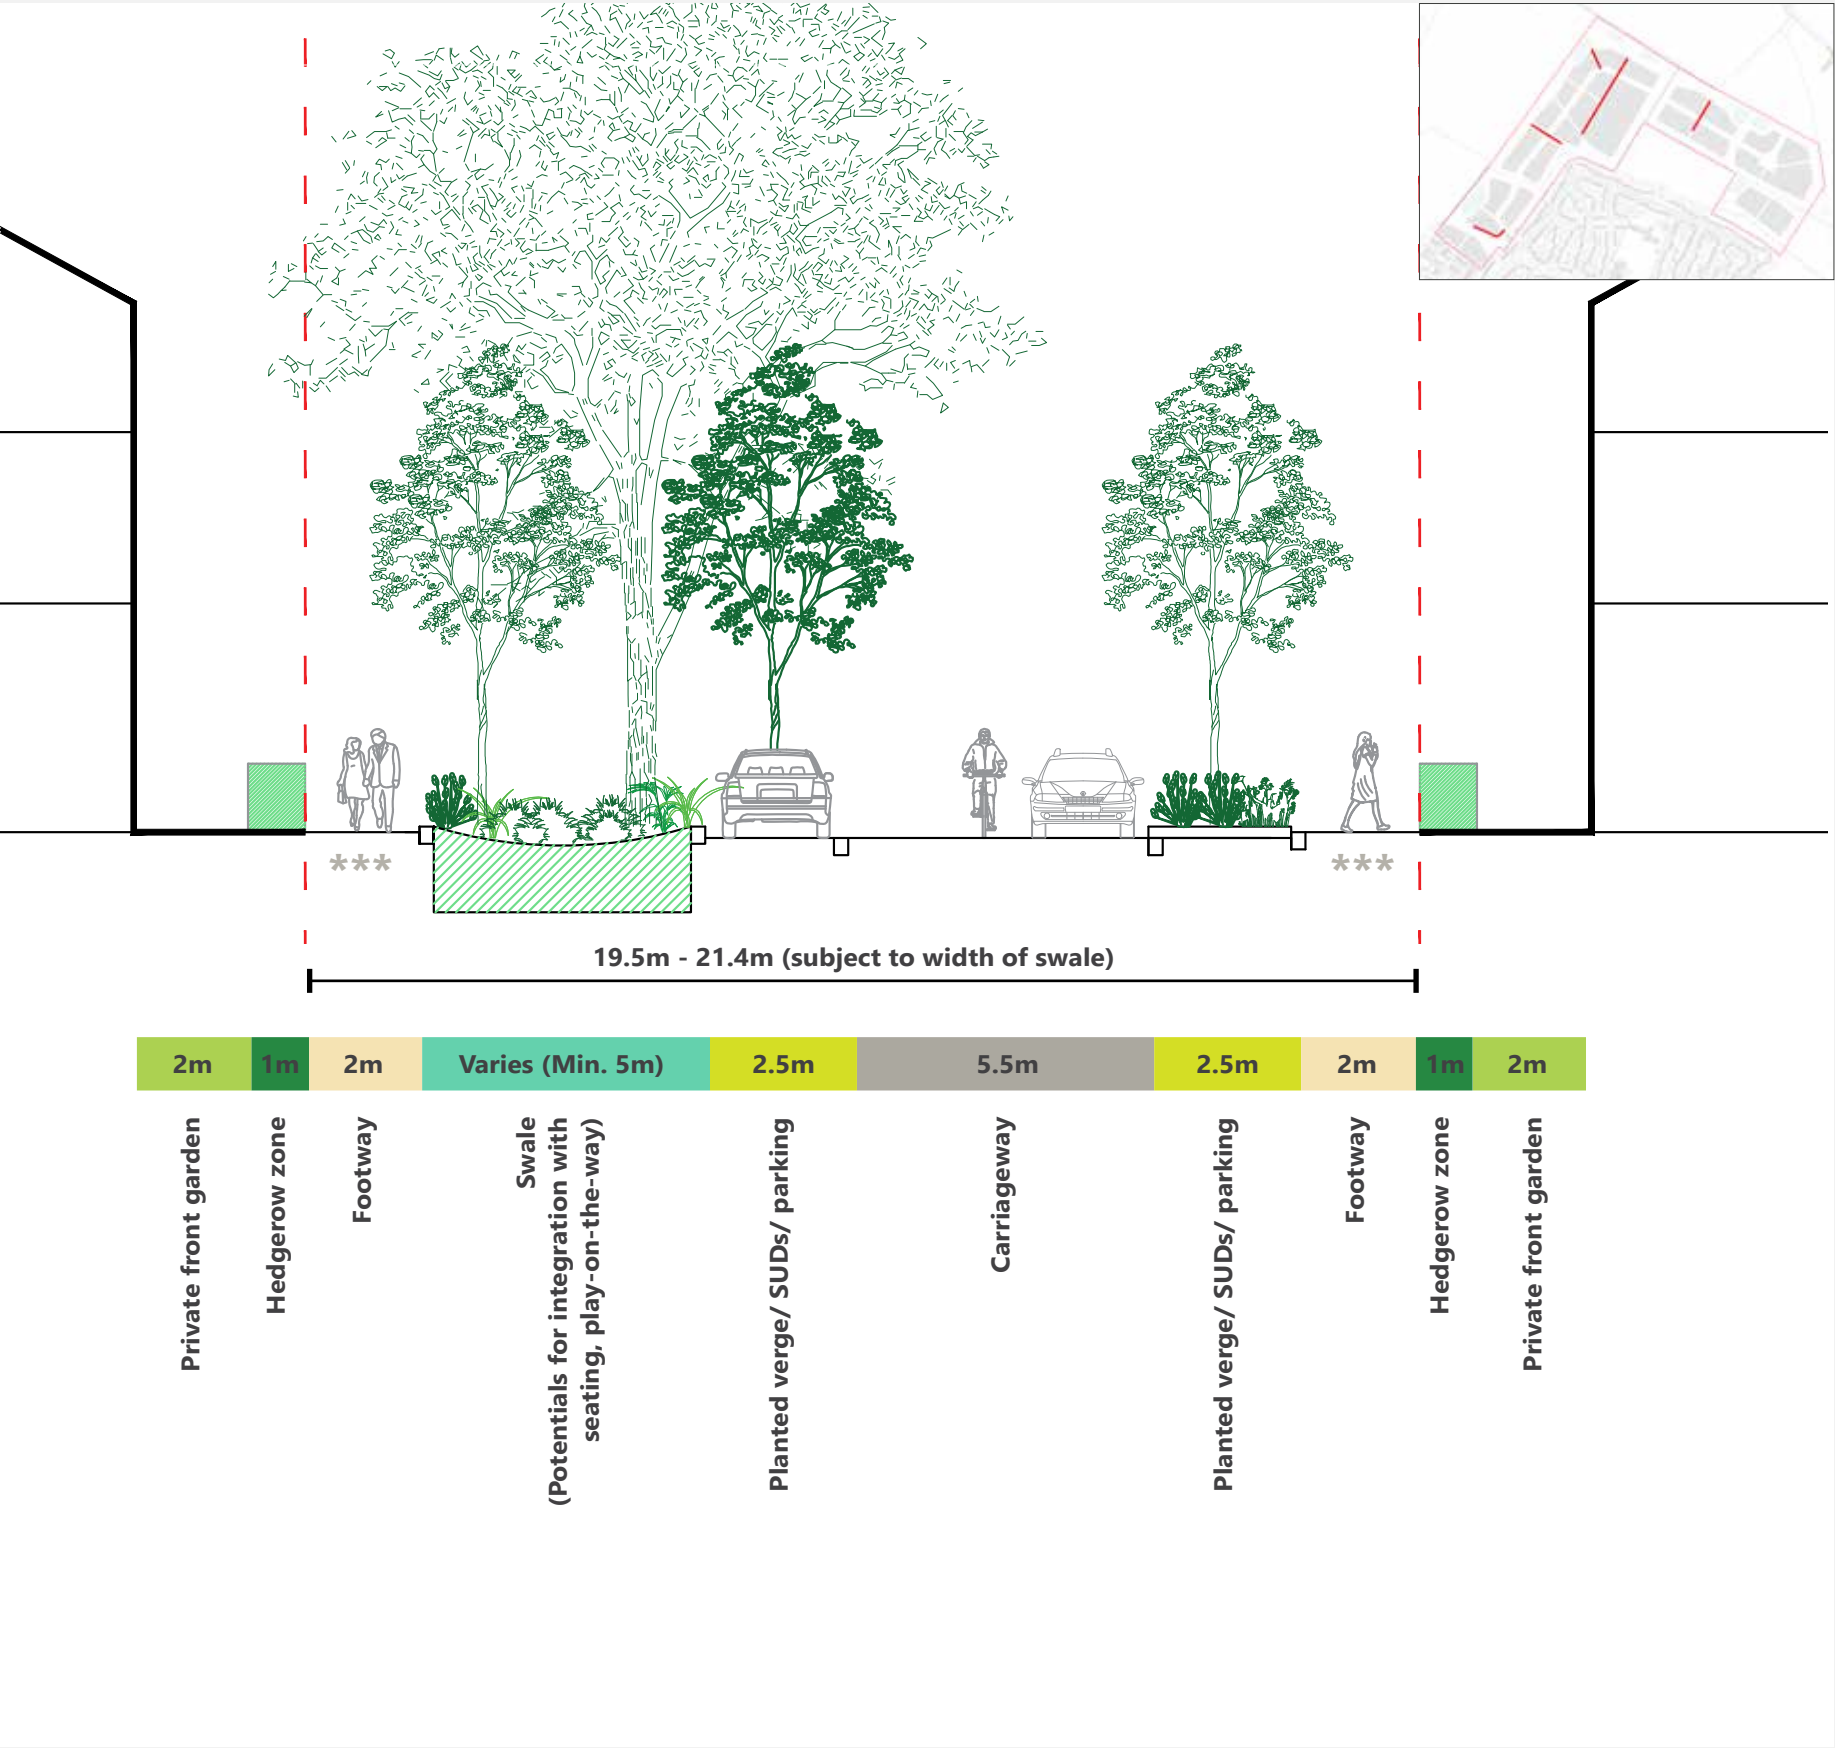 ***
***
19.5m - 21.4m (subject to width of swale)
2m
1m
2m
Varies (Min. 5m)
2.5m
5.5m
2.5m
2m
1m
2m
Private front garden
Hedgerow zone
Footway
Swale
(Potentials for integration with
seating, play-on-the-way)
Planted verge/ SUDs/ parking
Carriageway
Planted verge/ SUDs/ parking
Footway
Hedgerow zone
Private front garden